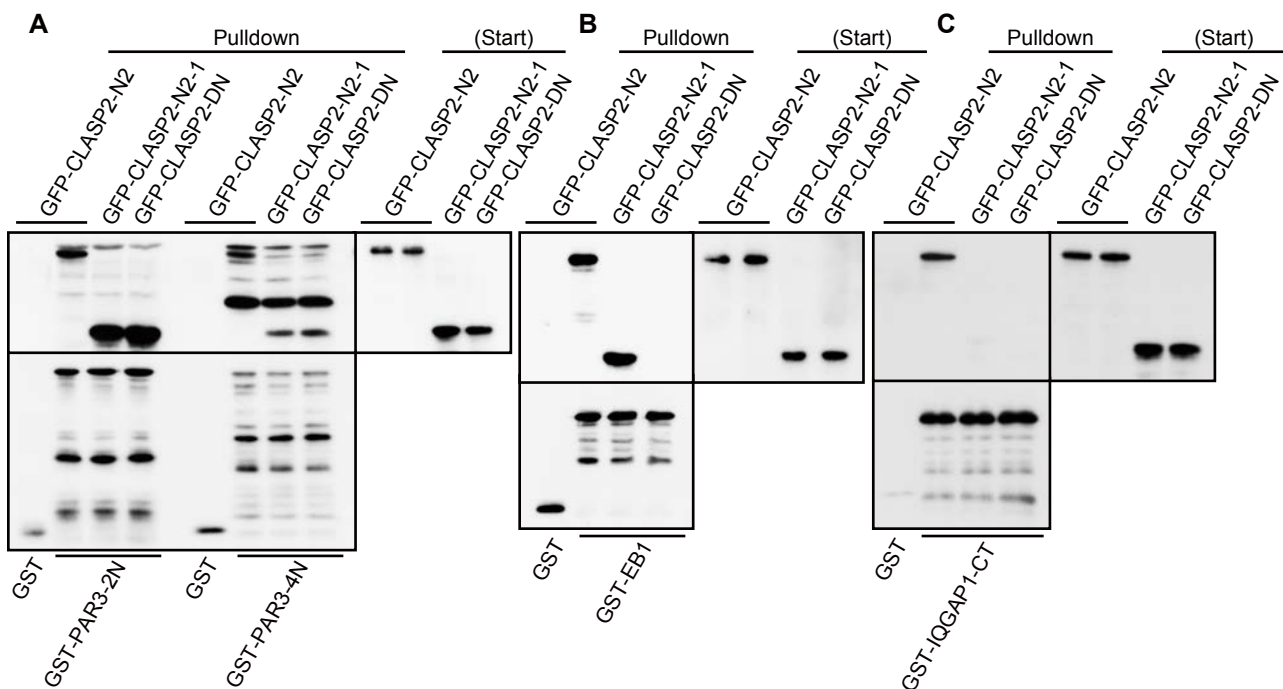 A
B
C
Pulldown
(Start)
Pulldown
(Start)
Pulldown
(Start)
GFP-CLASP2-N2
GFP-CLASP2-N2-1
GFP-CLASP2-DN
GFP-CLASP2-N2
GFP-CLASP2-N2-1
GFP-CLASP2-DN
GFP-CLASP2-N2
GFP-CLASP2-N2-1
GFP-CLASP2-DN
GFP-CLASP2-N2
GFP-CLASP2-N2-1
GFP-CLASP2-DN
GFP-CLASP2-N2
GFP-CLASP2-N2-1
GFP-CLASP2-DN
GFP-CLASP2-N2
GFP-CLASP2-N2-1
GFP-CLASP2-DN
GFP-CLASP2-N2
GFP-CLASP2-N2-1
GFP-CLASP2-DN
GST
GST-PAR3-2N
GST
GST-PAR3-4N
GST
GST-EB1
GST
GST-IQGAP1-CT